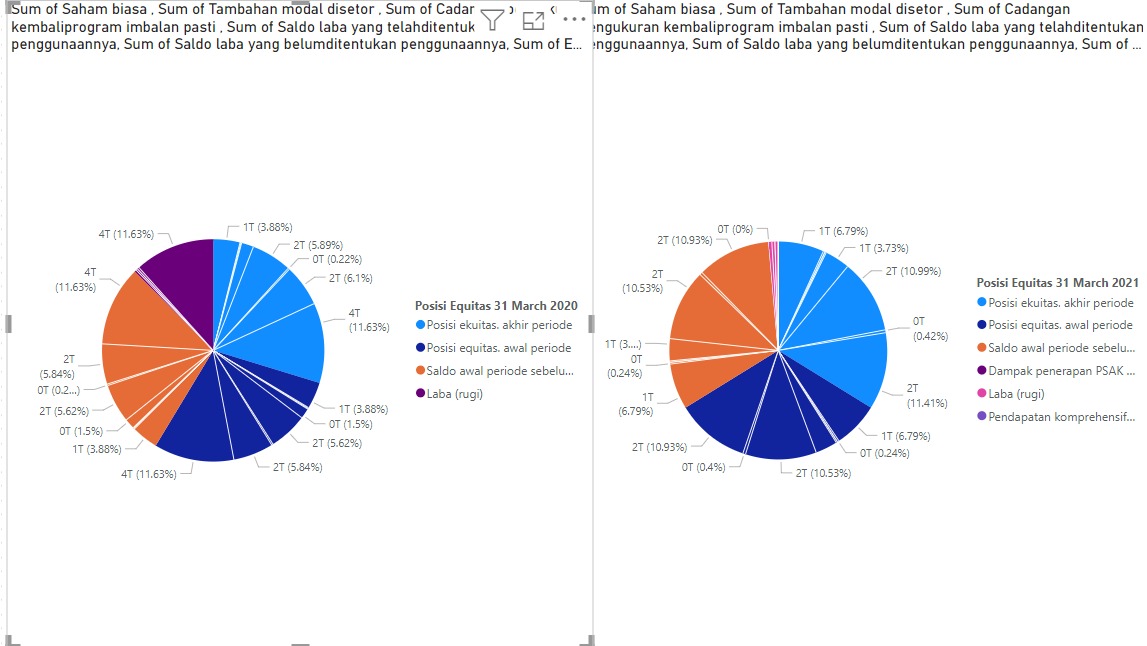 Sum of Saham biasa , Sum of Tambahan modal disetor , Sum of Cadan
kembaliprogram imbalan pasti , Sum of Saldo laba yang telahditentuk
penggunaannya, Sum of Saldo laba yang belumditentukan penggunaannya, Sum of E...
1T (3.88%)
4T (11.63%)
2T (5.89%)
0T (0.22%)
4T
(11.63%)
2T (6.1%)
4T
(11.63%)
2T
(5.84%)
0T (0.2...)
2T (5.62%)
0T (1.5%)
1T (3.88%)
4T (11.63%)
1T (3.88%)
0T (1.5%)
2T (5.62%)
2T (5.84%)
Posisi Equitas 31 March 2020
Posisi ekuitas. akhir periode
Posisi equitas. awal periode
Saldo awal periode sebelu...
Laba (rugi)
m of Saham biasa , Sum of Tambahan modal disetor , Sum of Cadangan
engukuran kembaliprogram imbalan pasti , Sum of Saldo laba yang telahditentukan
enggunaannya, Sum of Saldo laba yang belumditentukan penggunaannya, Sum of ...
0T (0%)
1T (6.79%)
2T (10.93%)
1T (3.73%)
2T (10.99%)
2T
(10.53%)
0T
(0.42%)
1T (3....)
0T
(0.24%)
1T
(6.79%)
2T
(11.41%)
2T (10.93%)
1T (6.79%)
0T (0.24%)
0T (0.4%)
2T (10.53%)
Posisi Equitas 31 March 2021
Posisi ekuitas. akhir periode
Posisi equitas. awal periode
Saldo awal periode sebelu...
Dampak penerapan PSAK ...
Laba (rugi)
Pendapatan komprehensif...